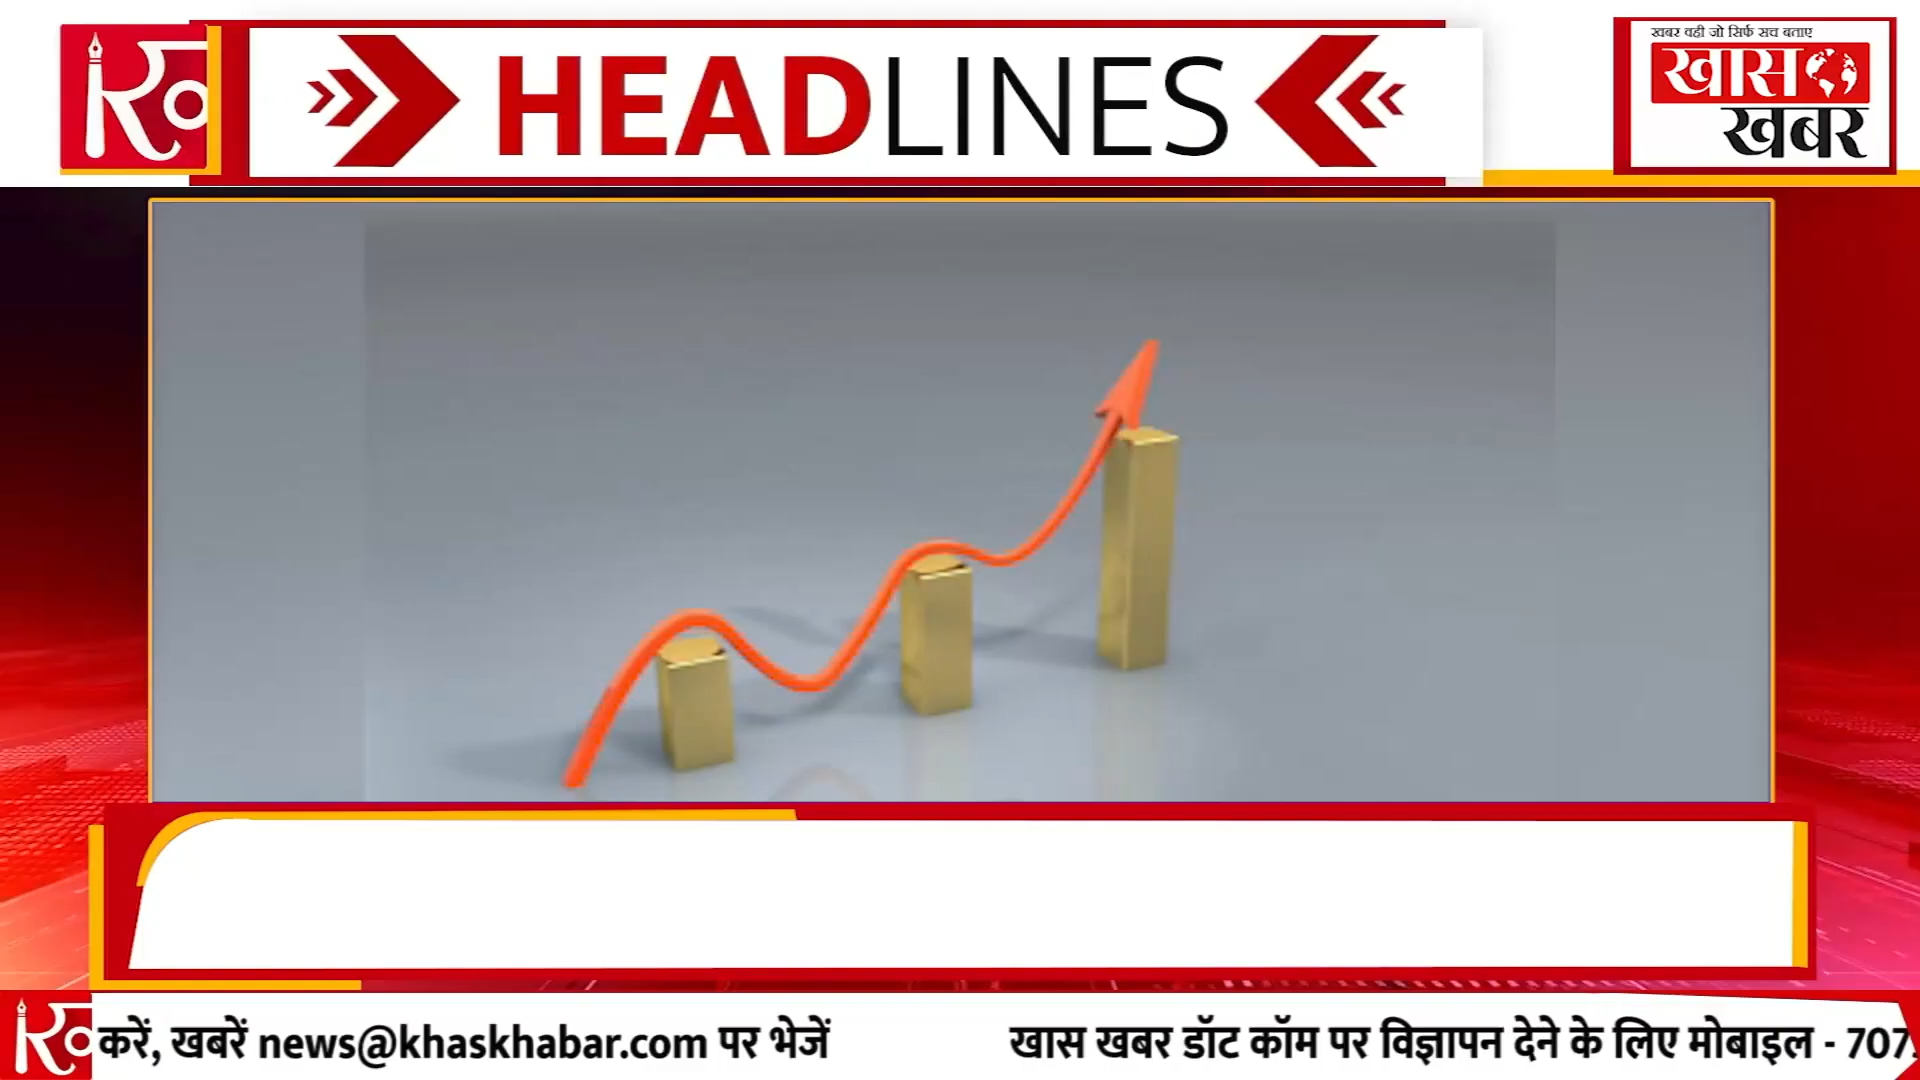 HEADLINES
खबर वही जो सिर्फ सच बताए
खास
खबर
करें, खबरें news@khaskhabar.com पर भेजें
खास खबर डॉट कॉम पर विज्ञापन देने के लिए मोबाइल - 707